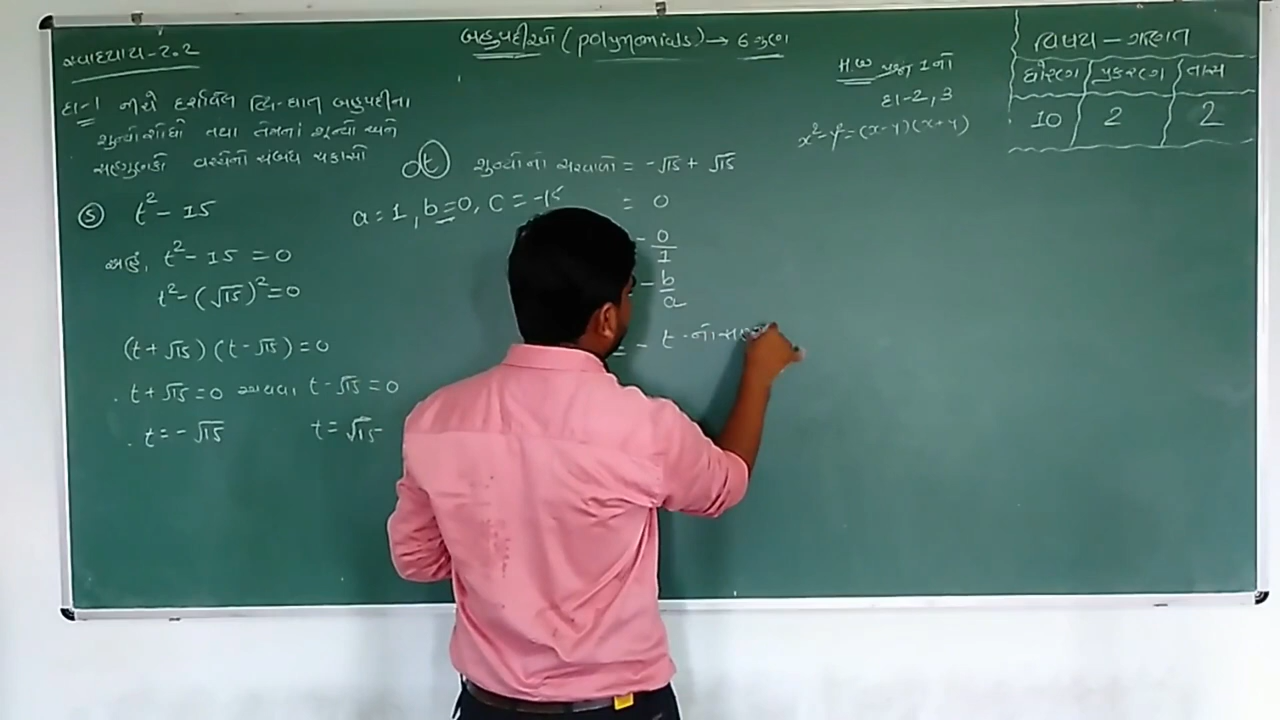 બહુપદીઓ (polynomials) → 6 ગુણ
સ્વાધ્યાય-2.2
દા-1 નીચે દર્શાવેલ દ્વિ-ઘાત બહુપદીના
શૂન્યો શોધો તથા તેમનાં શૂન્યો અને
સહગુણકો વચ્ચેનો સંબંધ ચકાસો
(5) t² - 15
અહીં, t² - 15 = 0
t² - (√15)² = 0
(t + √15) (t - √15) = 0
t + √15 = 0 અથવા t - √15 = 0
t = - √15 t = √15
a = 1, b = 0, c = -15
શૂન્યોનો સરવાળો = -√15 + √15
= 0
- 0/1
- b/a
= - t -નો
H.W 1 નો
દા-2, 3
x² - y² = (x - y) (x + y)
વિષય - ગણિત
ધોરણ પ્રકરણ તાસ
10 2 2